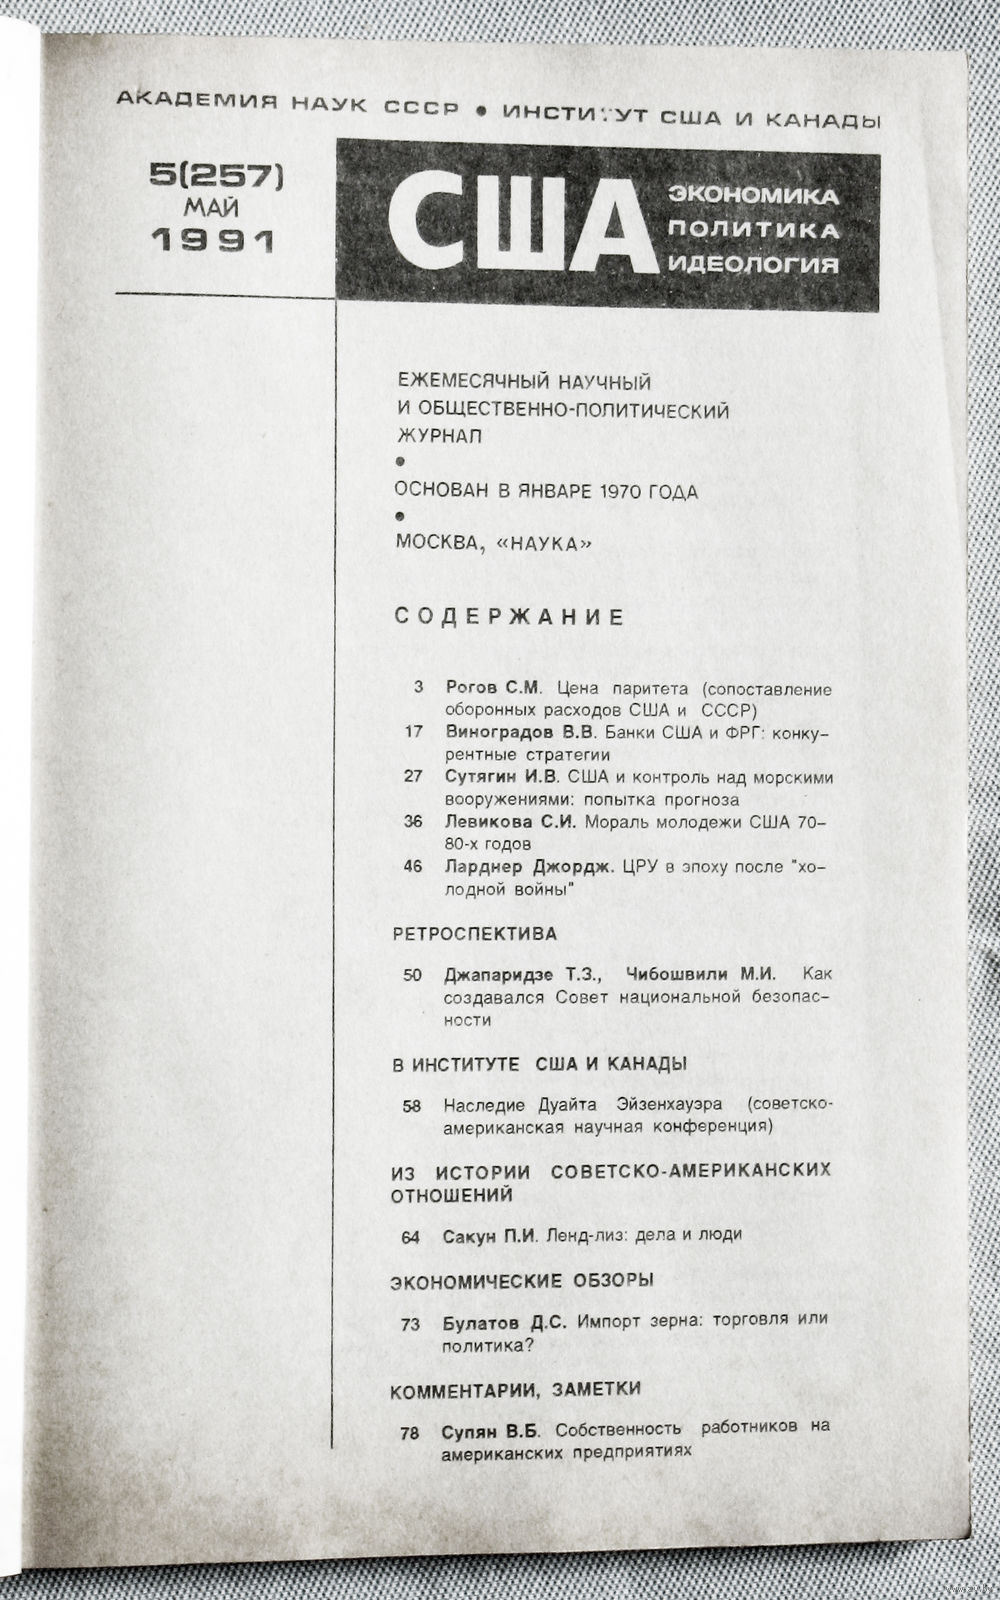 АКАДЕМИЯ НАУК СССР • ИНСТИТУТ США И КАНАДЫ
5(257)
МАЙ
1991
США
ЭКОНОМИКА
ПОЛИТИКА
ИДЕОЛОГИЯ
ЕЖЕМЕСЯЧНЫЙ НАУЧНЫЙ
И ОБЩЕСТВЕННО-ПОЛИТИЧЕСКИЙ
ЖУРНАЛ
•
ОСНОВАН В ЯНВАРЕ 1970 ГОДА
•
МОСКВА, «НАУКА»
СОДЕРЖАНИЕ
3 Рогов С.М. Цена паритета (сопоставление
оборонных расходов США и СССР)
17 Виноградов В.В. Банки США и ФРГ: конку-
рентные стратегии
27 Сутягин И.В. США и контроль над морскими
вооружениями: попытка прогноза
36 Левикова С.И. Мораль молодежи США 70-
80-х годов
46 Ларднер Джордж. ЦРУ в эпоху после "хо-
лодной войны"
РЕТРОСПЕКТИВА
50 Джапаридзе Т.З., Чибошвили М.И. Как
создавался Совет национальной безопас-
ности
В ИНСТИТУТЕ США И КАНАДЫ
58 Наследие Дуайта Эйзенхауэра (советско-
американская научная конференция)
ИЗ ИСТОРИИ СОВЕТСКО-АМЕРИКАНСКИХ
ОТНОШЕНИЙ
64 Сакун П.И. Ленд-лиз: дела и люди
ЭКОНОМИЧЕСКИЕ ОБЗОРЫ
73 Булатов Д.С. Импорт зерна: торговля или
политика?
КОММЕНТАРИИ, ЗАМЕТКИ
78 Супян В.Б. Собственность работников на
американских предприятиях